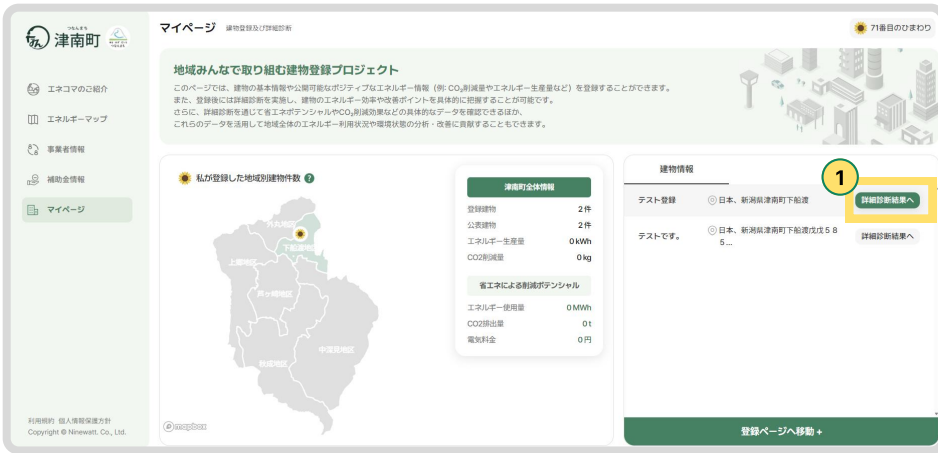 つなんまち
津南町
マイページ 建物登録及び詳細診断
71番目のひまわり
エネコマのご紹介
エネルギーマップ
事業者情報
補助金情報
マイページ
地域みんなで取り組む建物登録プロジェクト
このページでは、建物の基本情報や公開可能なポジティブなエネルギー情報（例: CO₂削減量やエネルギー生産量など）を登録することができます。
また、登録後には詳細診断を実施し、建物のエネルギー効率や改善ポイントを具体的に把握することが可能です。
さらに、詳細診断を通じて省エネポテンシャルやCO₂削減効果などの具体的なデータを確認できるほか、
これらのデータを活用して地域全体のエネルギー利用状況や環境状態の分析・改善に貢献することもできます。
私が登録した地域別建物件数 ?
外丸地区
下船渡地区
上郷地区
芦ヶ崎地区
中深見地区
秋成地区
mapbox
津南町全体情報
登録建物 2 件
公表建物 2 件
エネルギー生産量 0 kWh
CO2削減量 0 kg
省エネによる削減ポテンシャル
エネルギー使用量 0 MWh
CO2排出量 0 t
電気料金 0 円
建物情報
1
テスト登録 日本、新潟県津南町下船渡 詳細診断結果へ
テストです。 日本、新潟県津南町下船渡戊戊５８ 詳細診断結果へ
５...
登録ページへ移動 +
利用規約 個人情報保護方針
Copyright © Ninewatt. Co., Ltd.